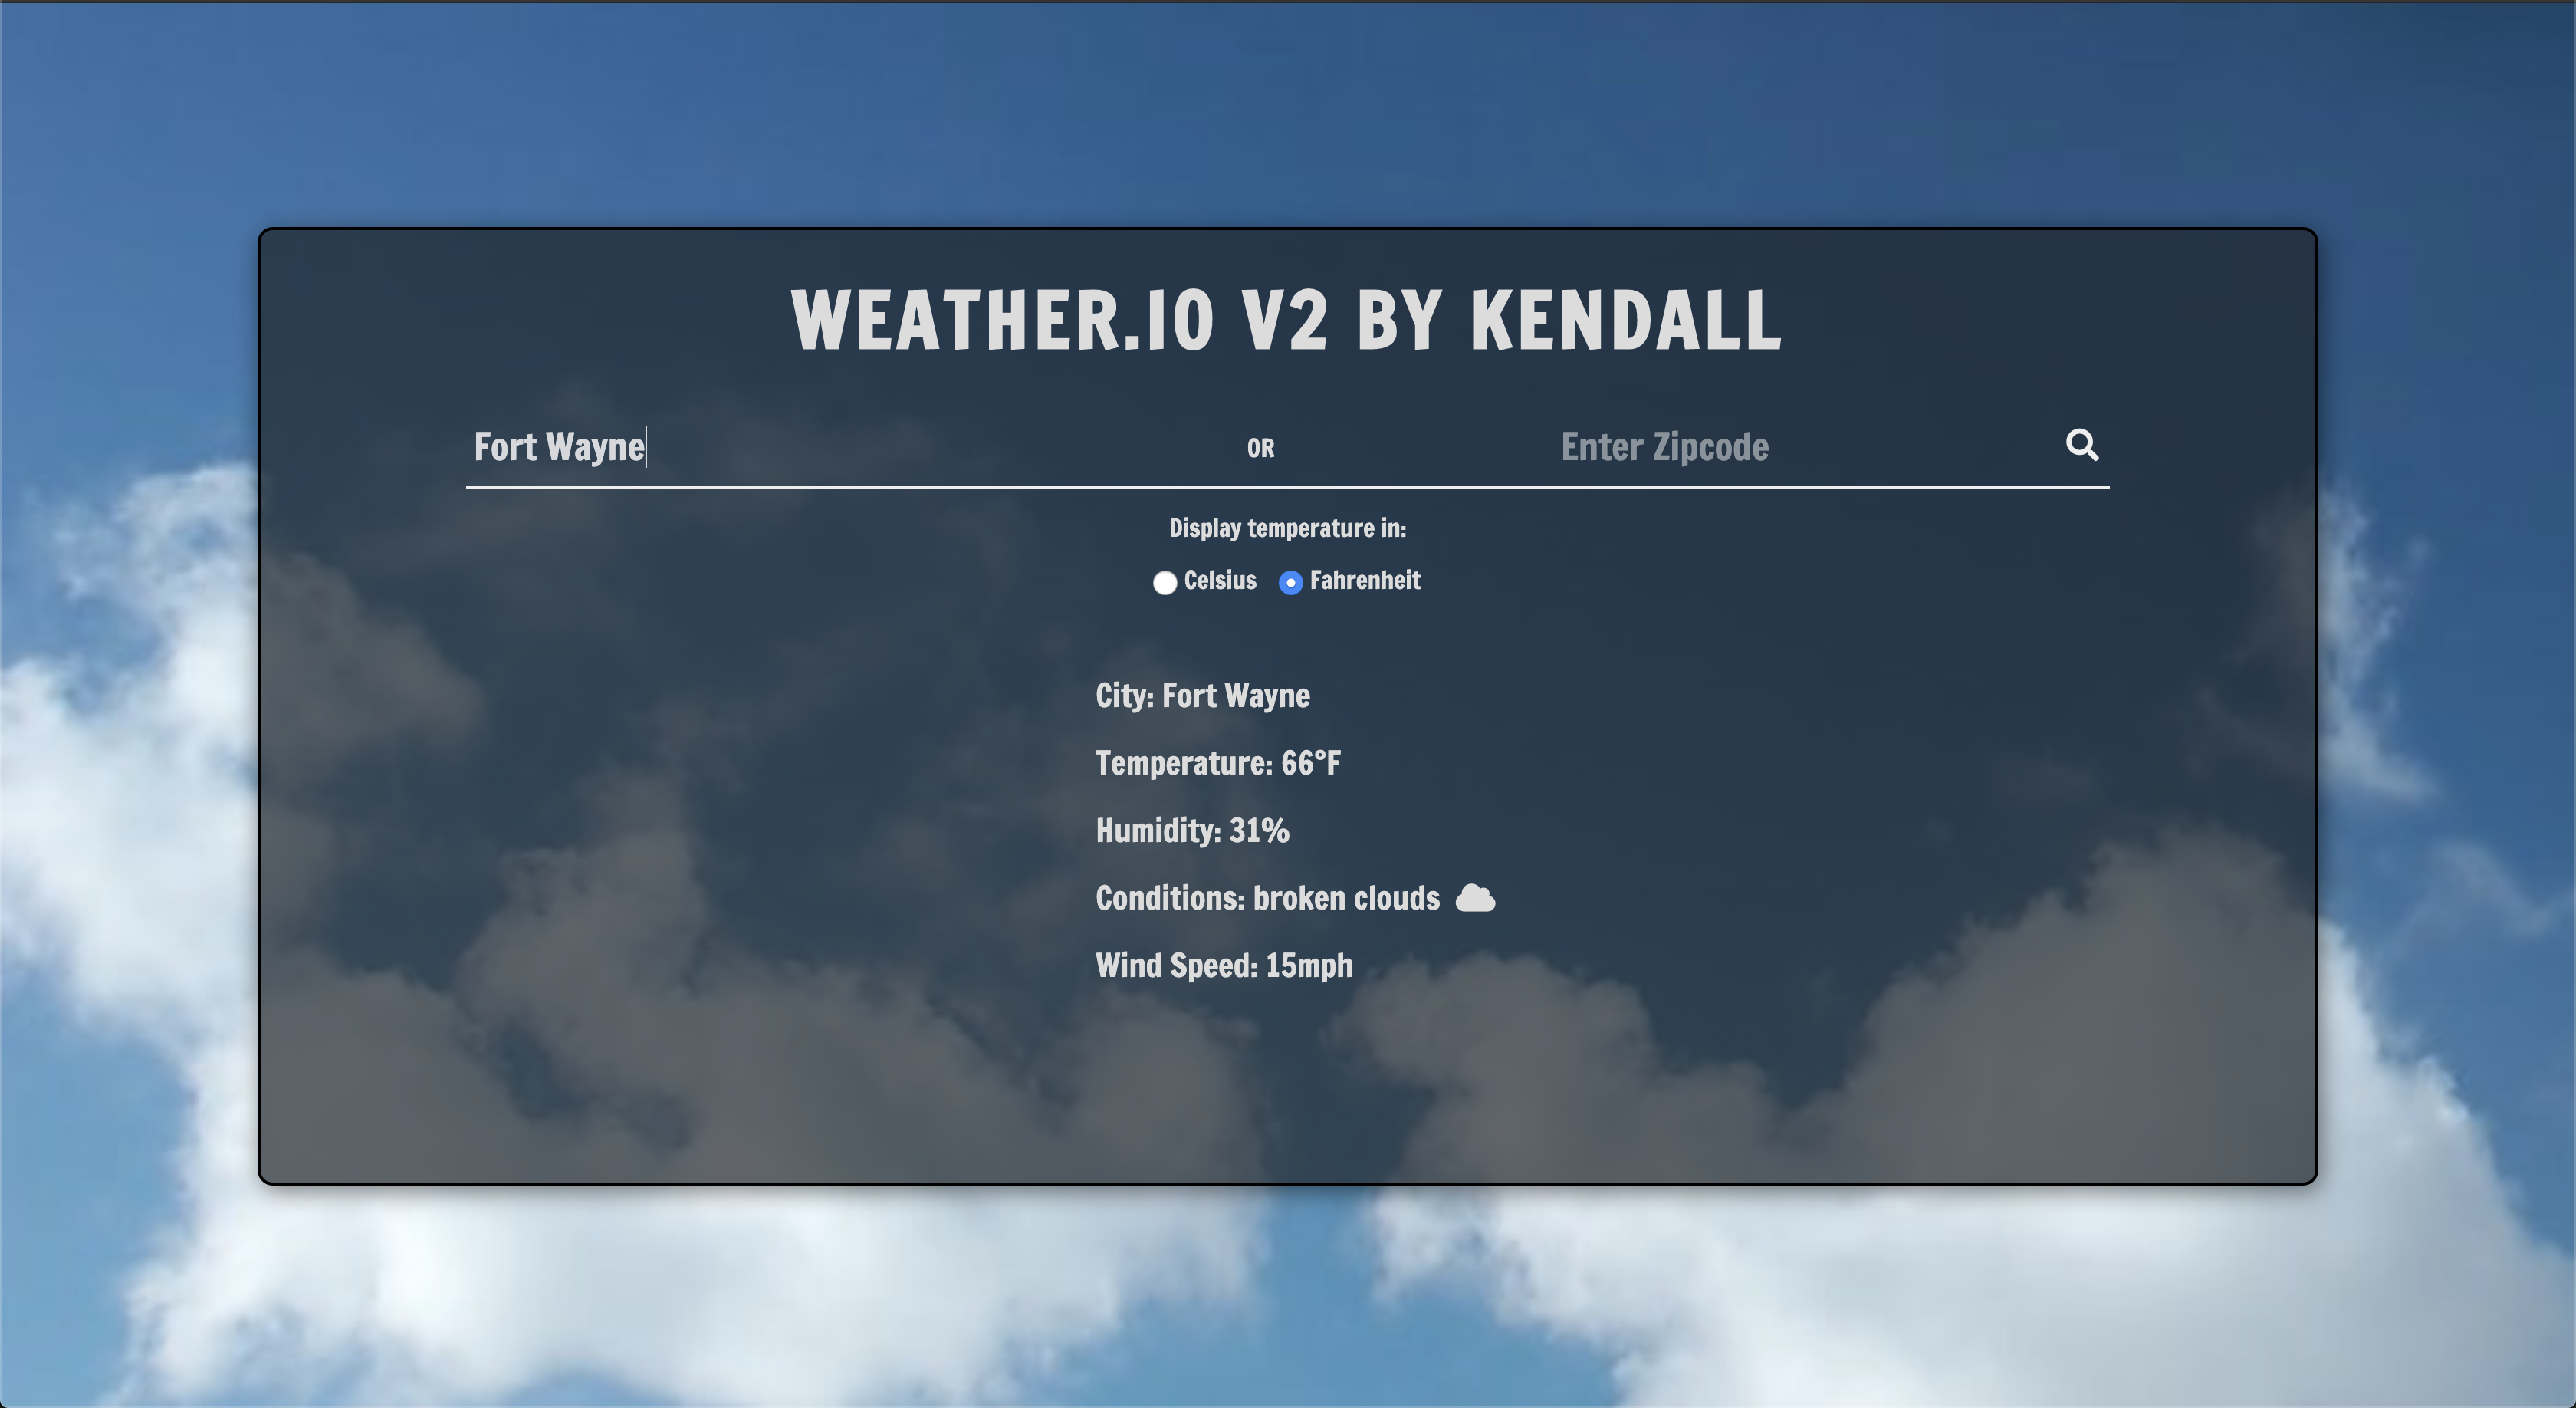 WEATHER.IO V2 BY KENDALL
Fort Wayne OR Enter Zipcode
Display temperature in:
Celsius Fahrenheit
City: Fort Wayne
Temperature: 66°F
Humidity: 31%
Conditions: broken clouds
Wind Speed: 15mph